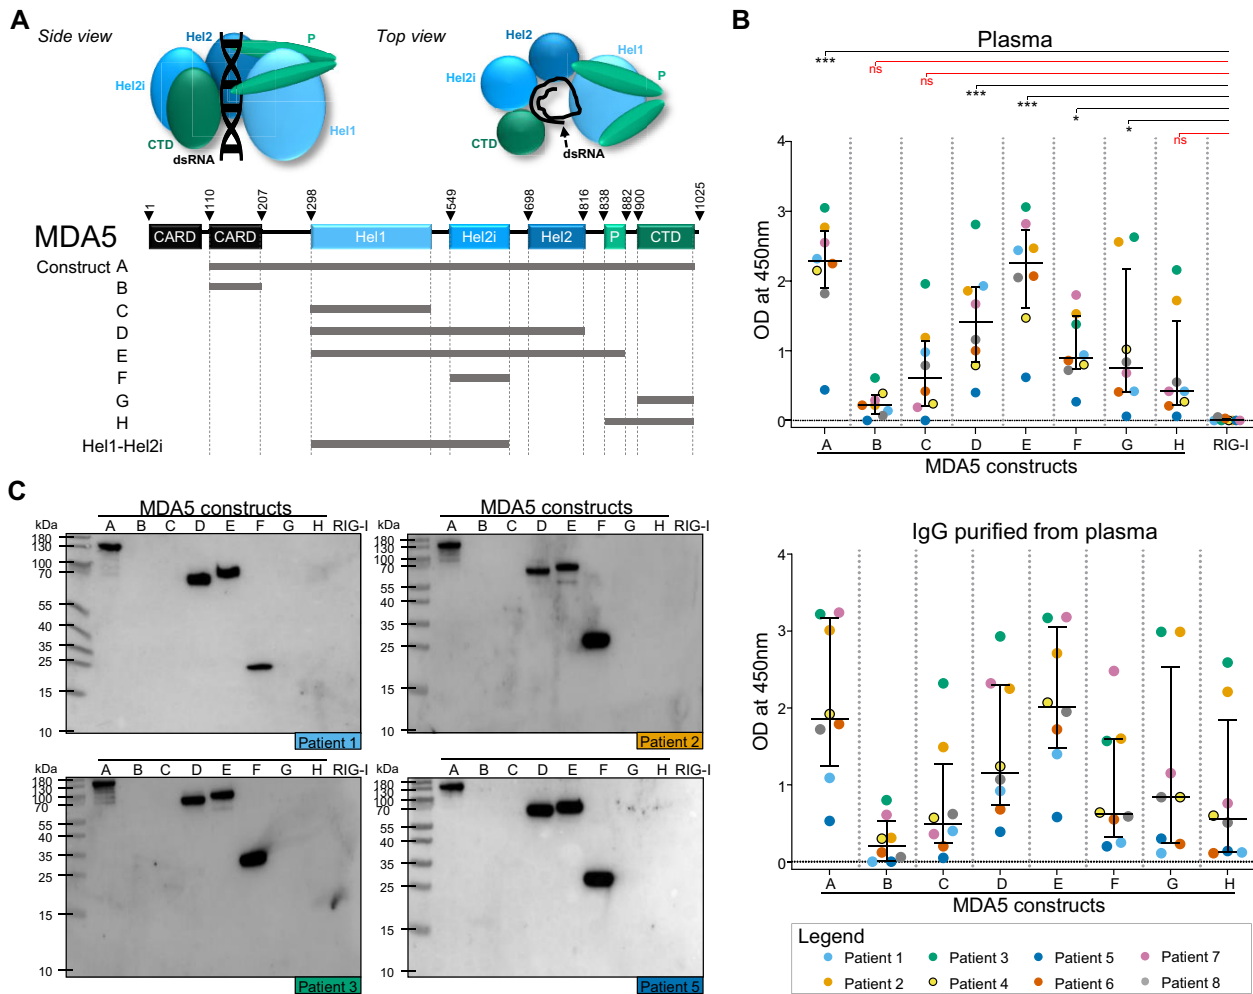 A
Side view
Hel2
P
Hel2i
CTD
dsRNA
Hel1
Top view
Hel2
Hel1
Hel2i
P
CTD
dsRNA
1
110
207
298
549
698
816
838
882
900
1025
MDA5
CARD
CARD
Hel1
Hel2i
Hel2
P
CTD
Construct A
B
C
D
E
F
G
H
Hel1-Hel2i
B
Plasma
***
ns
ns
***
***
*
*
ns
OD at 450nm
4
3
2
1
0
A B C D E F G H RIG-I
MDA5 constructs
IgG purified from plasma
OD at 450nm
4
3
2
1
0
A B C D E F G H
MDA5 constructs
Legend
Patient 1
Patient 3
Patient 5
Patient 7
Patient 2
Patient 4
Patient 6
Patient 8
C
MDA5 constructs
kDa
A B C D E F G H RIG-I
180
130
100
70
55
40
35
25
15
10
Patient 1
MDA5 constructs
kDa
A B C D E F G H RIG-I
180
130
100
70
55
40
35
25
15
10
Patient 2
kDa
A B C D E F G H RIG-I
180
130
100
70
55
40
35
25
15
10
Patient 3
kDa
A B C D E F G H RIG-I
180
130
100
70
55
40
35
25
15
10
Patient 5